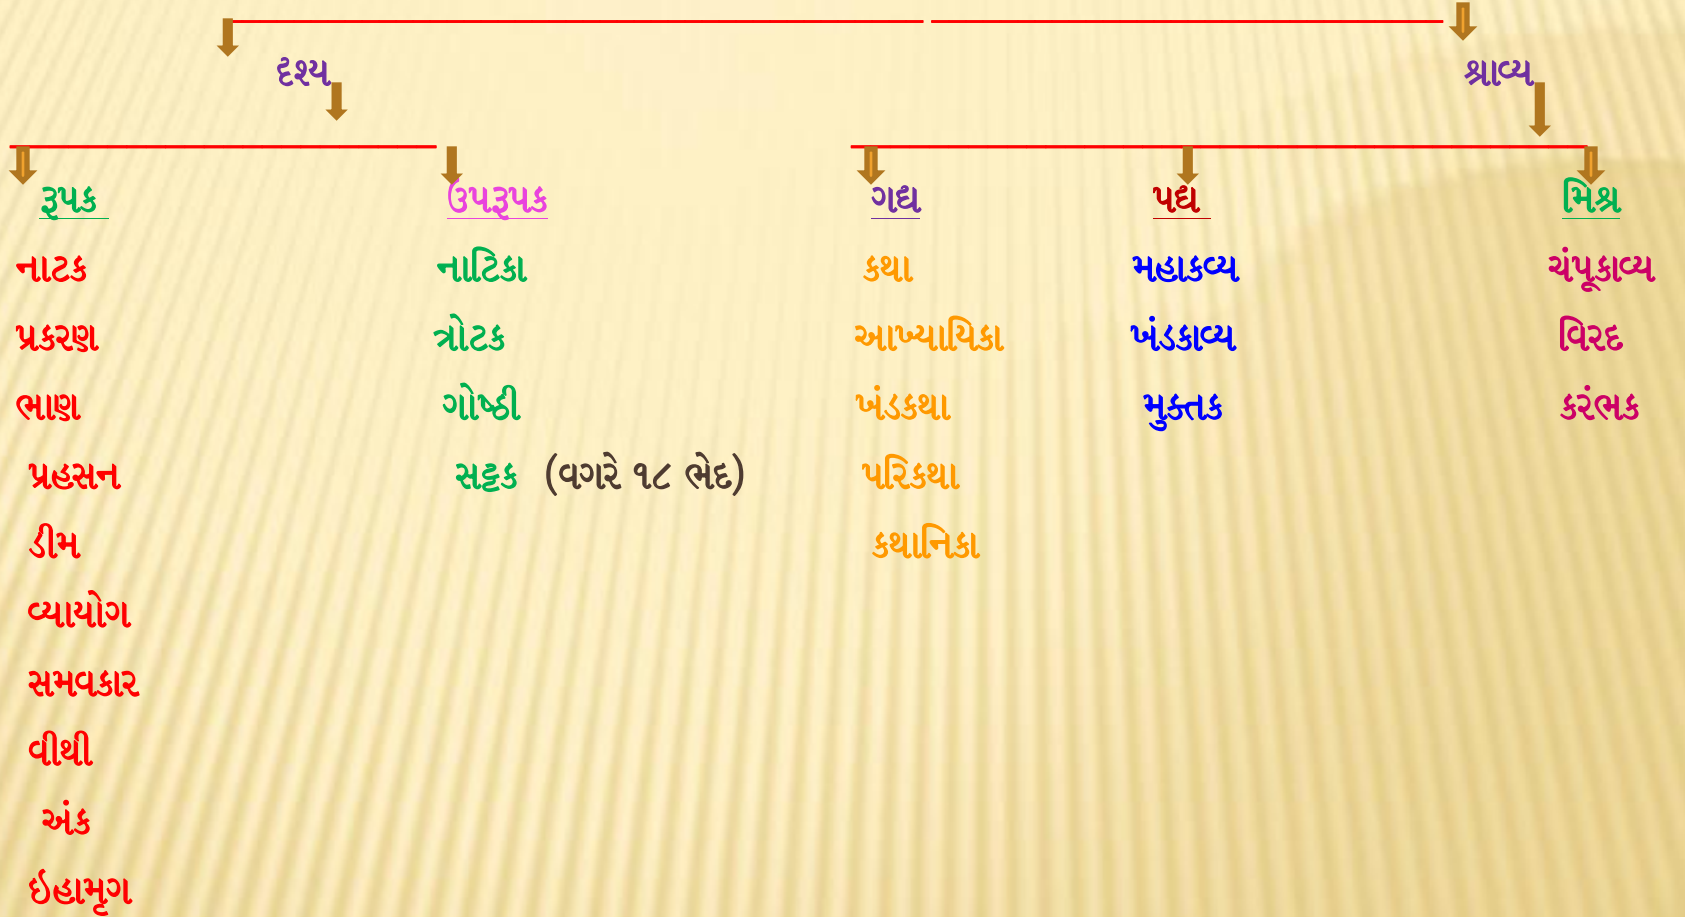 દૃશ્ય શ્રાવ્ય
રૂપક ઉપરૂપક ગદ્ય પદ્ય મિશ્ર
નાટક નાટિકા કથા મહાકવ્ય ચંપૂકાવ્ય
પ્રકરણ ત્રોટક આખ્યાયિકા ખંડકાવ્ય વિરદ
ભાણ ગોષ્ઠી ખંડકથા મુક્તક કરંભક
પ્રહસન સટ્ટક (વગરે ૧૮ ભેદ) પરિકથા
ડીમ કથાનિકા
વ્યાયોગ
સમવકાર
વીથી
અંક
ઇહામૃગ